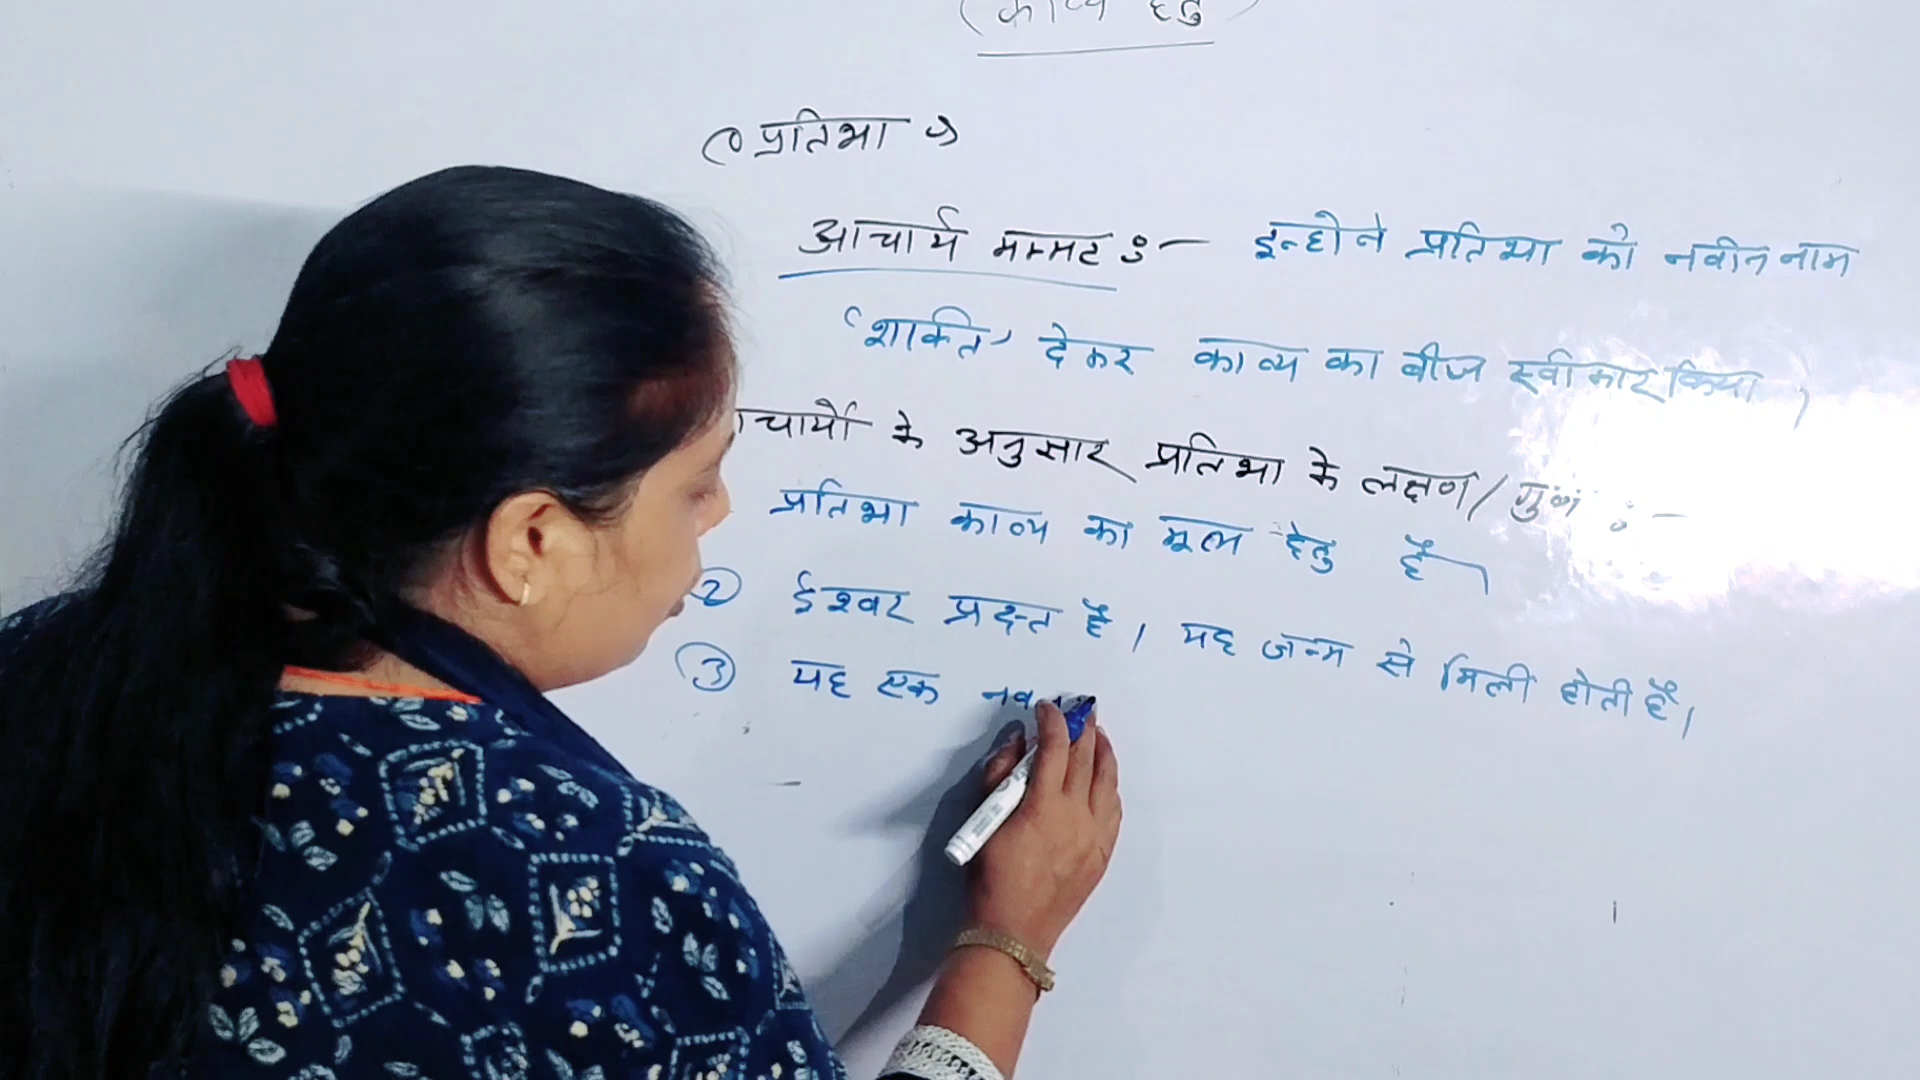 (काव्य हेतु)
प्रतिभा →
आचार्य मम्मट :- इन्होने प्रतिभा को नवीन नाम
'शक्ति' देकर काव्य का बीज स्वीकार किया।
के अनुसार प्रतिभा के लक्षण / गुण :-
प्रतिभा काव्य का मूल हेतु है।
② ईश्वर प्रदत्त है। यह जन्म से मिली होती है।
③ यह एक नव